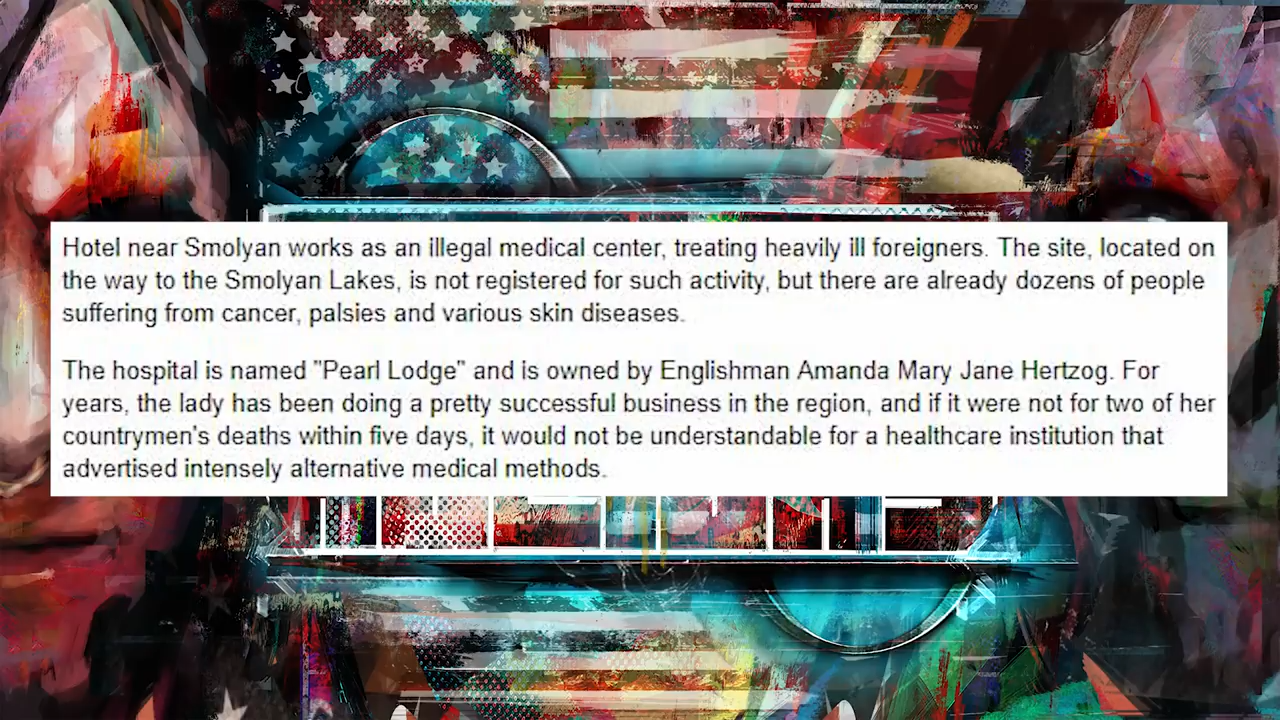 Hotel near Smolyan works as an illegal medical center, treating heavily ill foreigners. The site, located on
the way to the Smolyan Lakes, is not registered for such activity, but there are already dozens of people
suffering from cancer, palsies and various skin diseases.
The hospital is named "Pearl Lodge" and is owned by Englishman Amanda Mary Jane Hertzog. For
years, the lady has been doing a pretty successful business in the region, and if it were not for two of her
countrymen's deaths within five days, it would not be understandable for a healthcare institution that
advertised intensely alternative medical methods.